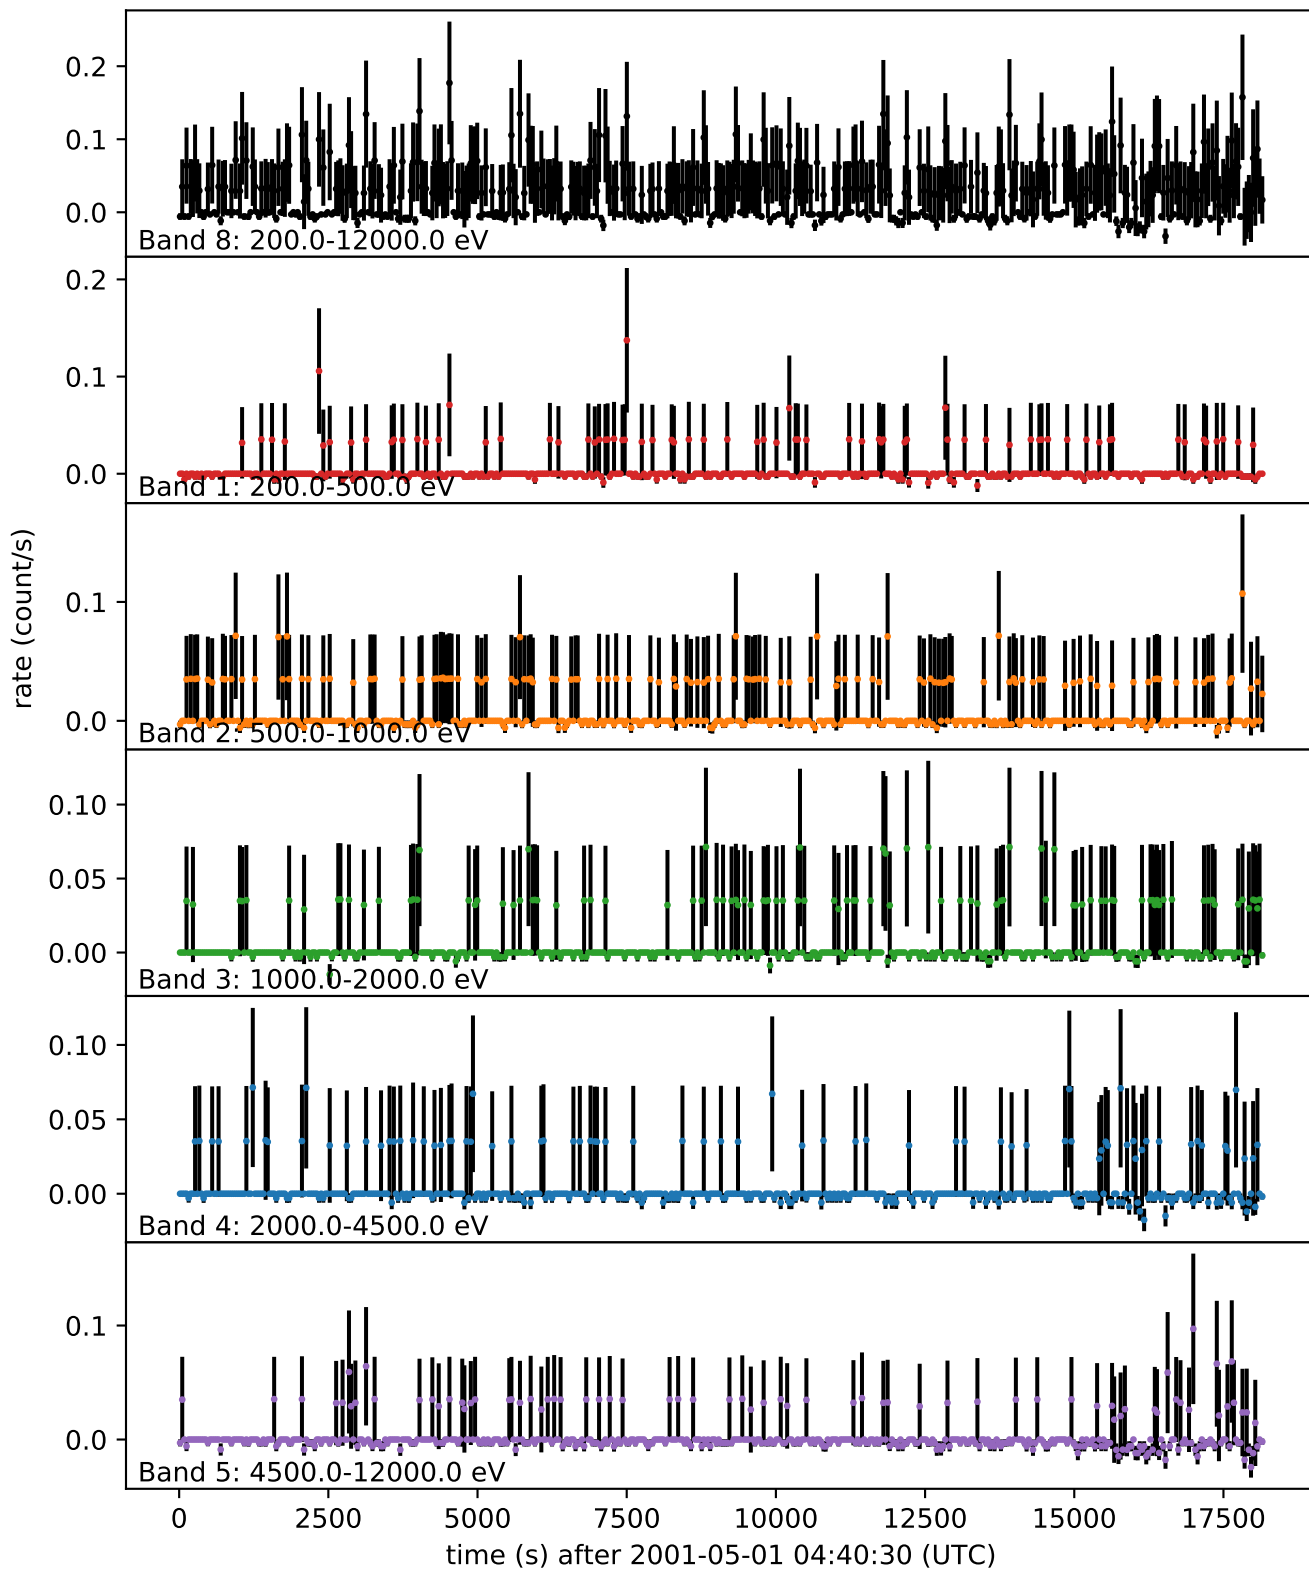 0.2
0.1
0.0
Band 8: 200.0-12000.0 eV
0.2
0.1
0.0
Band 1: 200.0-500.0 eV
rate (count/s)
0.1
0.0
Band 2: 500.0-1000.0 eV
0.10
0.05
0.00
Band 3: 1000.0-2000.0 eV
0.10
0.05
0.00
Band 4: 2000.0-4500.0 eV
0.1
0.0
Band 5: 4500.0-12000.0 eV
0 2500 5000 7500 10000 12500 15000 17500
time (s) after 2001-05-01 04:40:30 (UTC)